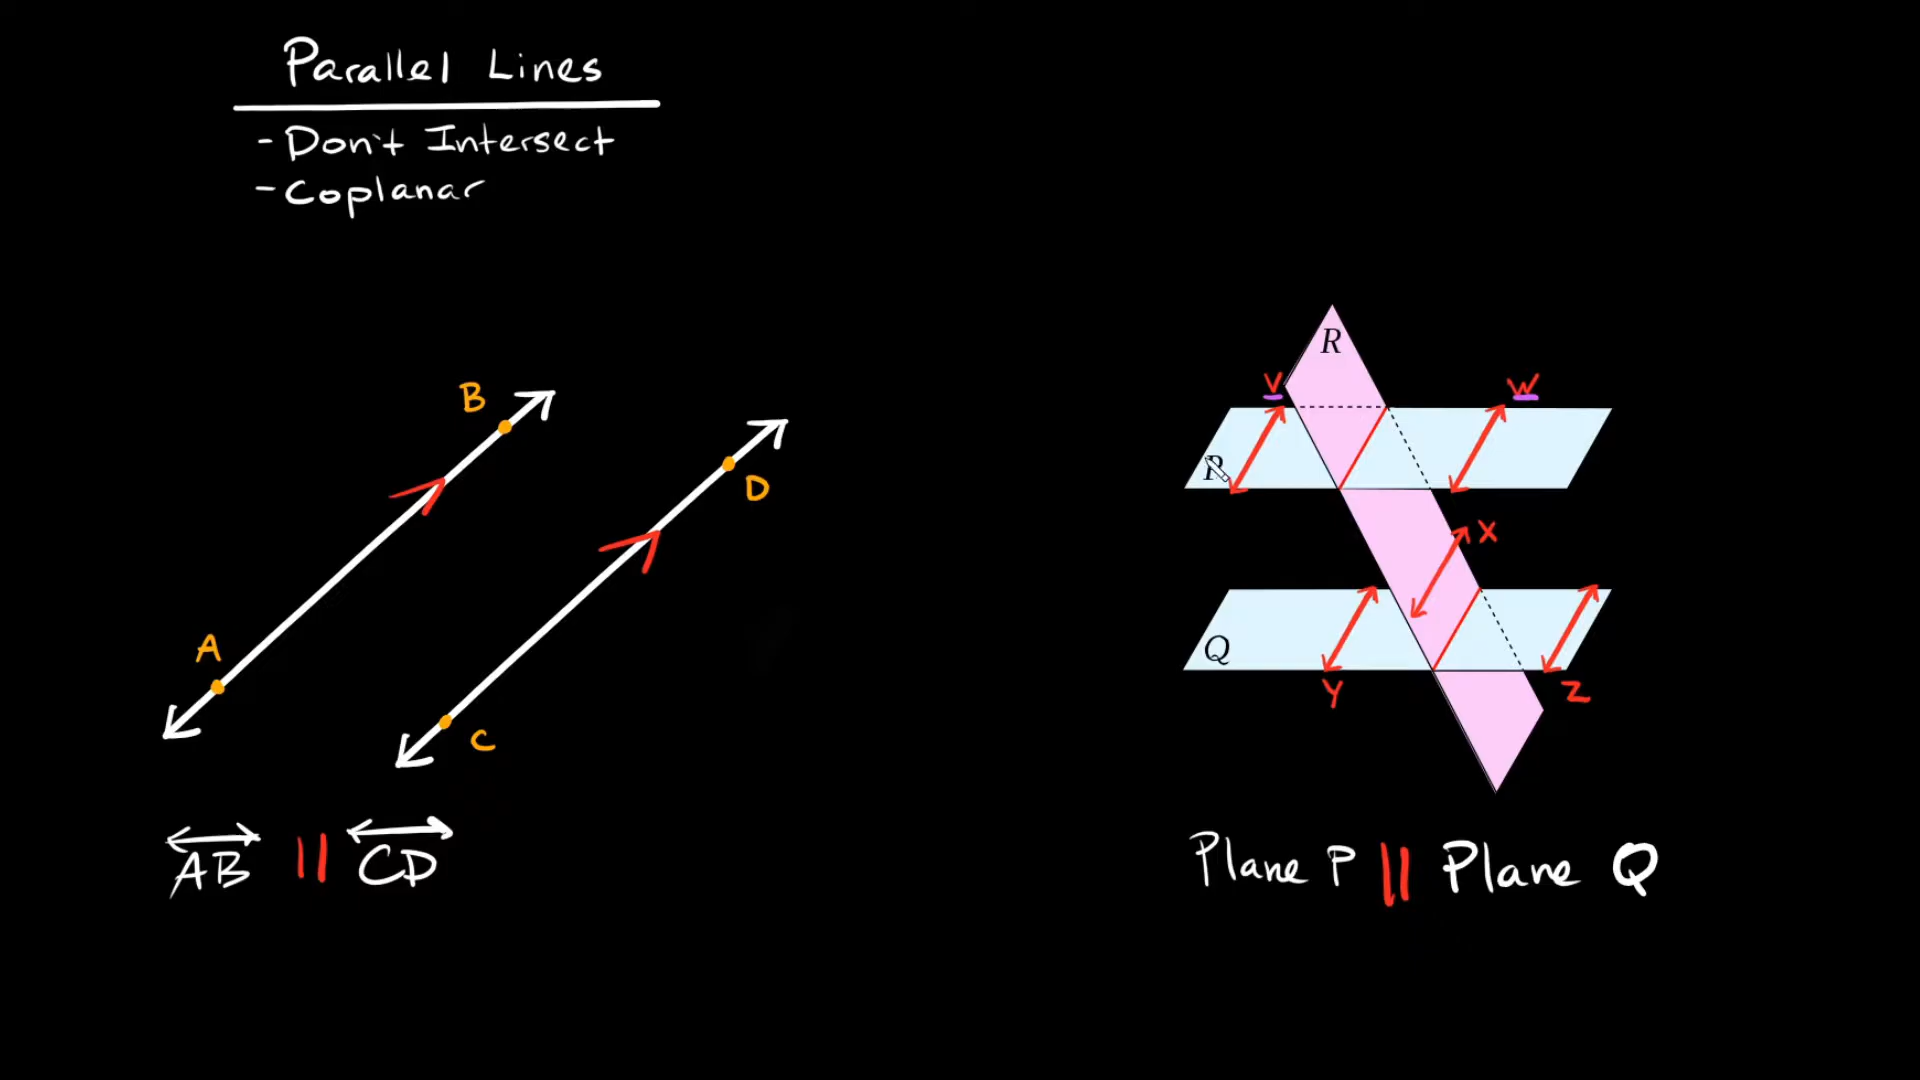 Parallel Lines
- Don't Intersect
- Coplanar
B
D
A
C
AB || CD
R
V
W
P
X
Q
Y
Z
Plane P || Plane Q